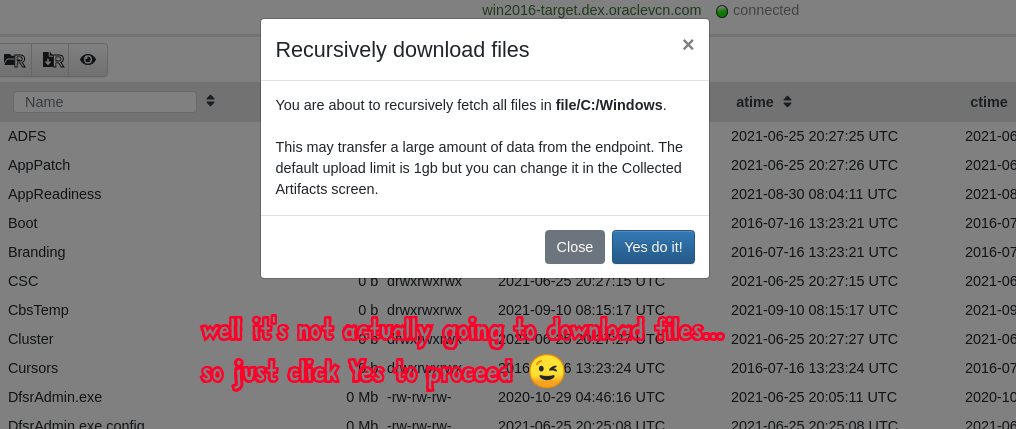 win2016-target.dex.oraclevcn.com connected
Recursively download files ×
You are about to recursively fetch all files in file/C:/Windows.
This may transfer a large amount of data from the endpoint. The
default upload limit is 1gb but you can change it in the Collected
Artifacts screen.
Close Yes do it!
R R
Name atime ctime
ADFS 2021-06-25 20:27:25 UTC 2021-06
AppPatch 2021-06-25 20:27:26 UTC 2021-06
AppReadiness 2021-08-30 08:04:11 UTC 2021-08
Boot 2016-07-16 13:23:21 UTC 2016-07
Branding 2016-07-16 13:23:21 UTC 2016-07
CSC 0 b drwxrwxrwx 2021-06-25 20:27:15 UTC 2021-06-25 20:27:15 UTC 2021-06
CbsTemp 0 b drwxrwxrwx 2021-09-10 08:15:17 UTC 2021-09-10 08:15:17 UTC 2021-09
well it's not actually going to download files...
Cluster 0 b drwxrwxrwx 2021-06-25 20:27:27 UTC 2021-06-25 20:27:27 UTC 2021-06
so just click Yes to proceed 😉
Cursors 0 b drwxrwxrwx 13:23:24 UTC 2016-07-16 13:23:24 UTC 2016-07
DfsrAdmin.exe 0 Mb -rw-rw-rw- 2020-10-29 04:46:16 UTC 2021-06-25 20:05:11 UTC 2020-10
DfsrAdmin.exe.config 0 Mb -rw-rw-rw- 2021-06-25 20:25:08 UTC 2021-06-25 20:25:08 UTC 2021-06